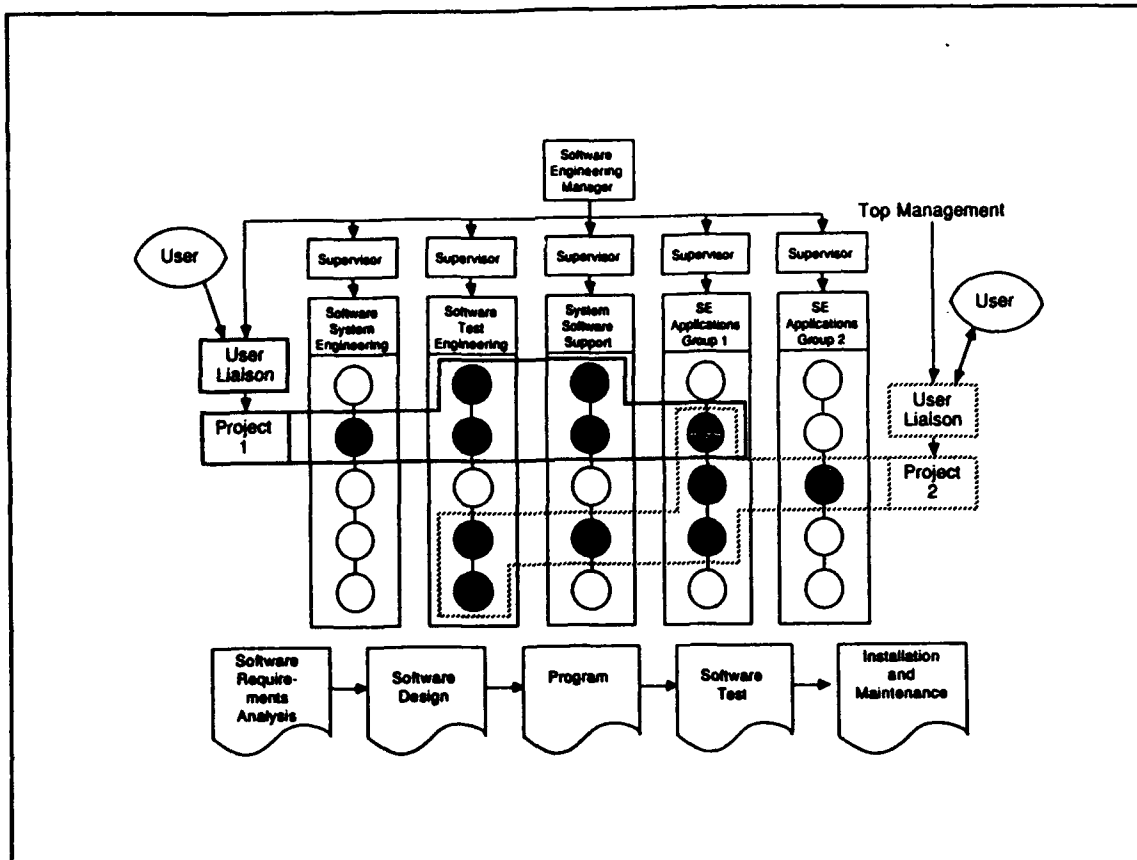 Software
Engineering
Manager
Top Management
User
Supervisor
Supervisor
Supervisor
Supervisor
Supervisor
User
Software
System
Engineering
Software
Test
Engineering
System
Software
Support
SE
Applications
Group 1
SE
Applications
Group 2
User
Liaison
User
Liaison
Project
1
Project
2
Software
Require-
ments
Analysis
Software
Design
Program
Software
Test
Installation
and
Maintenance